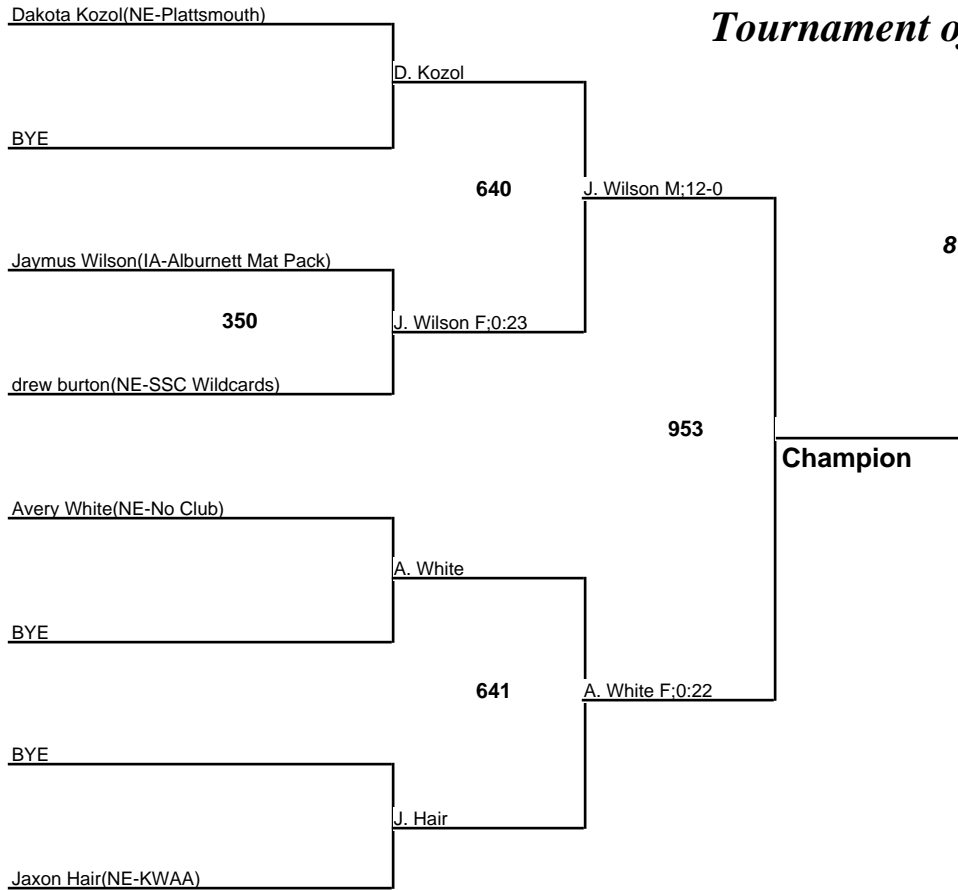 Dakota Kozol(NE-Plattsmouth)
Tournament o
D. Kozol
BYE
640
J. Wilson M;12-0
8
Jaymus Wilson(IA-Alburnett Mat Pack)
350
J. Wilson F;0:23
drew burton(NE-SSC Wildcards)
953
Champion
Avery White(NE-No Club)
A. White
BYE
641
A. White F;0:22
BYE
J. Hair
Jaxon Hair(NE-KWAA)